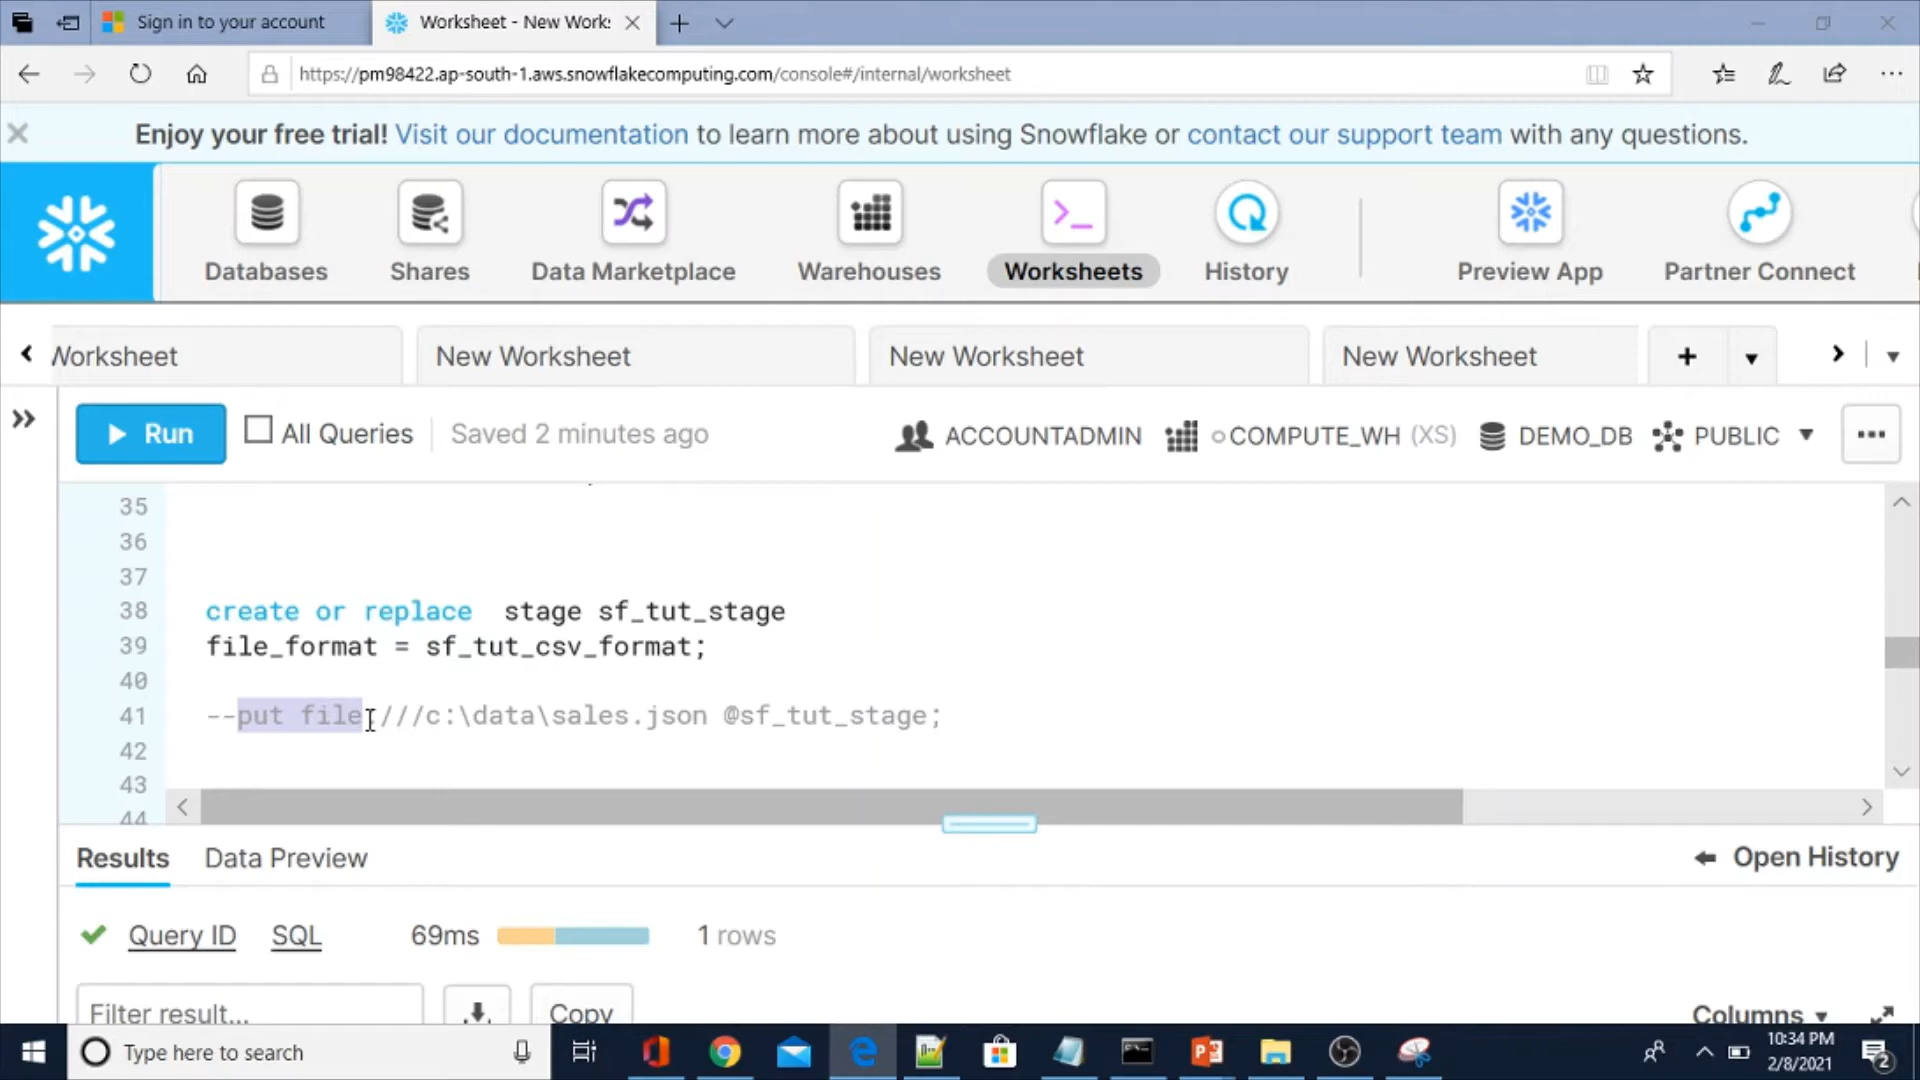 Sign in to your account
Worksheet - New Work:
https://pm98422.ap-south-1.aws.snowflakecomputing.com/console#/internal/worksheet
Enjoy your free trial! Visit our documentation to learn more about using Snowflake or contact our support team with any questions.
Databases
Shares
Data Marketplace
Warehouses
Worksheets
History
Preview App
Partner Connect
Worksheet
New Worksheet
New Worksheet
New Worksheet
Run
All Queries
Saved 2 minutes ago
ACCOUNTADMIN
COMPUTE_WH (XS)
DEMO_DB
PUBLIC
35
36
37
38 create or replace stage sf_tut_stage
39 file_format = sf_tut_csv_format;
40
41 --put file:///c:\data\sales.json @sf_tut_stage;
42
43
44
Results
Data Preview
Open History
Query ID
SQL
69ms
1 rows
Filter result...
Copy
Columns
Type here to search
10:34 PM
2/8/2021
2